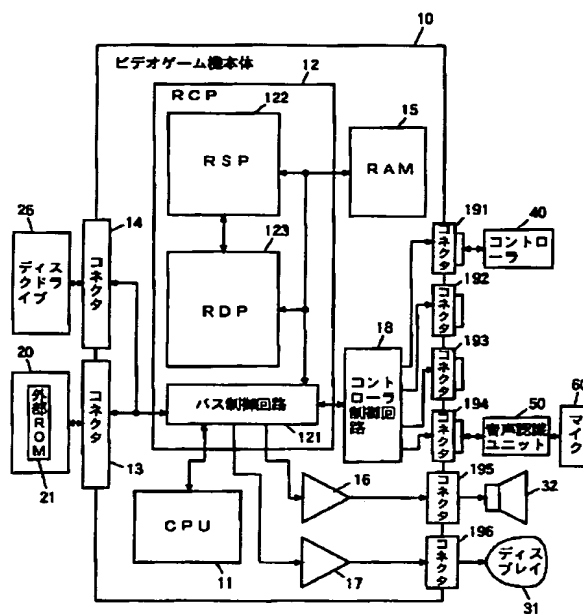 10
ビデオゲーム機本体
12
RCP
122
RSP
15
RAM
14
コネクタ
26
ディスクドライブ
123
RDP
191
コネクタ
40
コントローラ
192
コネクタ
18
コントローラ制御回路
193
コネクタ
20
外部ROM
21
コネクタ
13
バス制御回路
121
194
コネクタ
50
音声認識ユニット
60
マイク
CPU
11
16
195
コネクタ
32
17
196
コネクタ
ディスプレイ
31